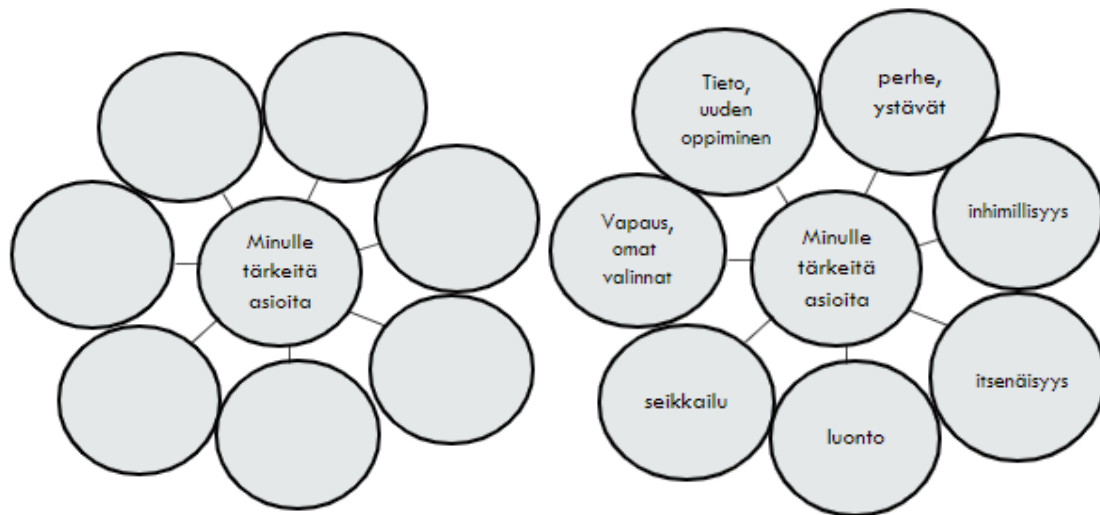 Minulle
tärkeitä
asioita
Tieto,
uuden
oppiminen
perhe,
ystävät
Vapaus,
omat
valinnat
Minulle
tärkeitä
asioita
inhimillisyys
seikkailu
luonto
itsenäisyys